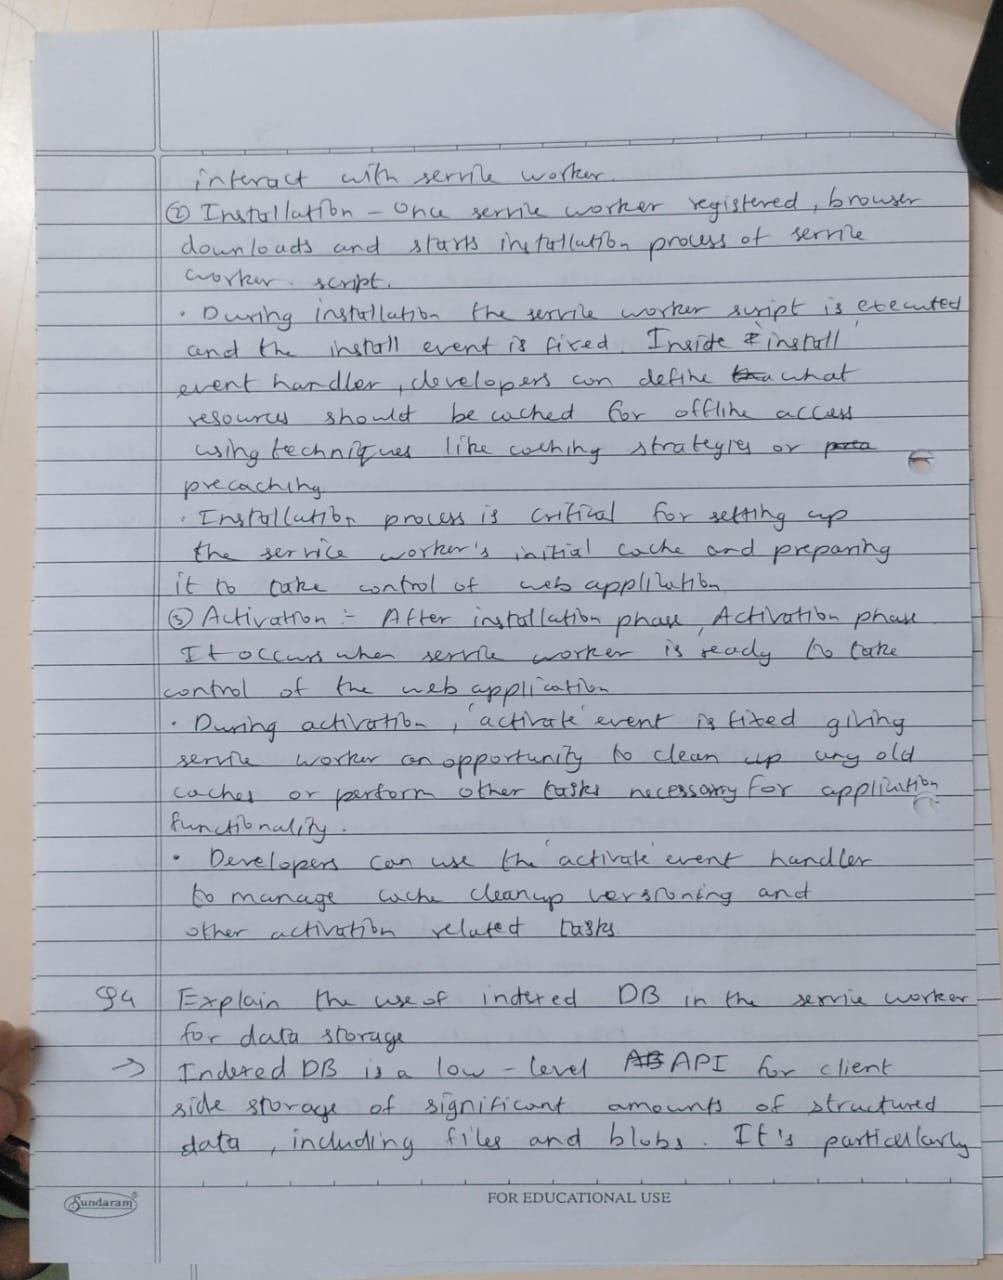 interact with service worker.
② Installation - Once service worker registered, browser
downloads and starts installation process of service
worker. script.
· During installation the service worker script is executed
and the install event is fired. Inside 'install'
event handler, developers can define what
resources should be cached for offline access
using techniques like caching strategies or
precaching.
· Installation process is critical for setting up
the service worker's initial cache and preparing
it to take control of web application.
③ Activation :- After installation phase, Activation phase.
It occurs when service worker is ready to take
control of the web application
· During activation, 'activate' event is fired giving
service worker an opportunity to clean up any old
caches or perform other tasks necessary for application
functionality.
· Developers can use the 'activate' event handler
to manage cache cleanup versioning and
other activation related tasks.
Q4 Explain the use of indexed DB in the service worker
for data storage
→ Indexed DB is a low-level API for client
side storage of significant amounts of structured
data, including files and blobs. It's particularly
Sundaram FOR EDUCATIONAL USE